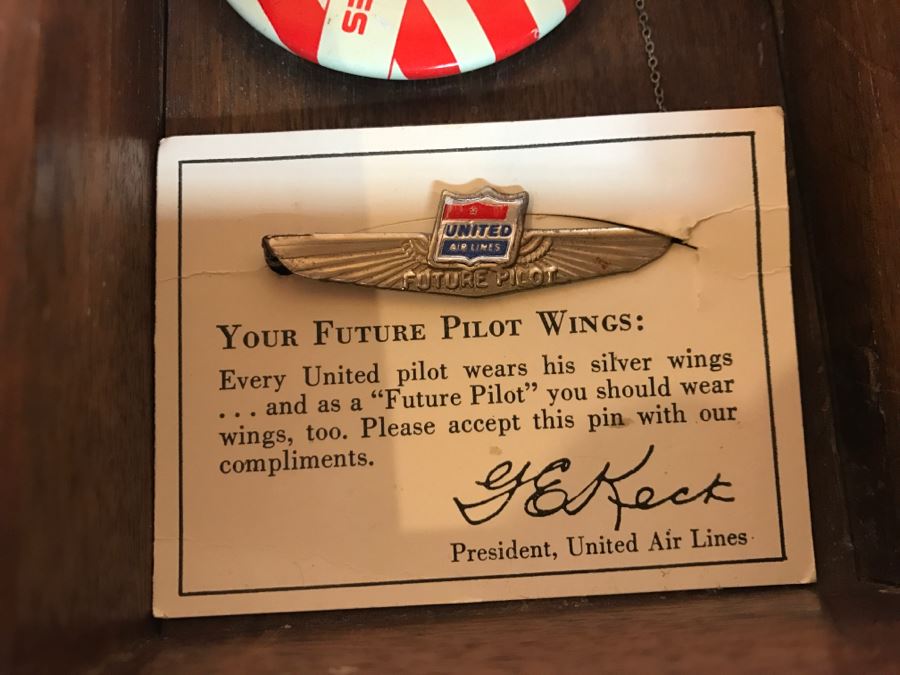 ES
UNITED
AIR LINES
FUTURE PILOT
YOUR FUTURE PILOT WINGS:
Every United pilot wears his silver wings
... and as a “Future Pilot” you should wear
wings, too. Please accept this pin with our
compliments.
G E Keck
President, United Air Lines